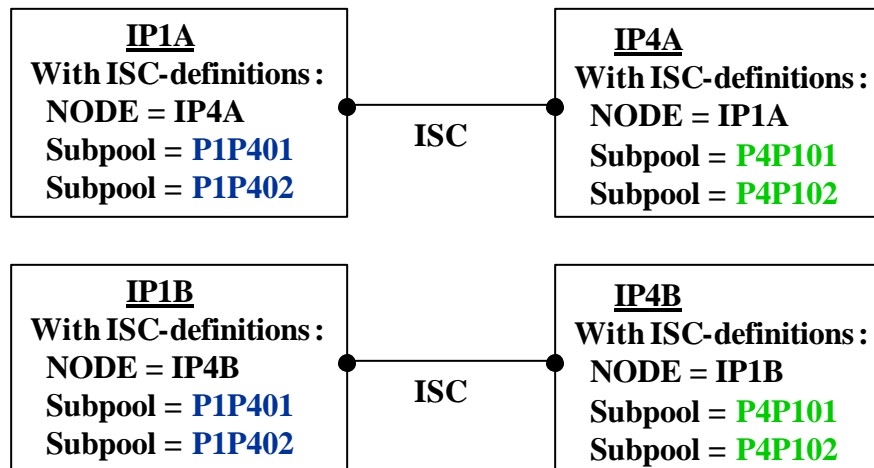 IP1A
With ISC-definitions:
NODE = IP4A
Subpool = P1P401
Subpool = P1P402
ISC
IP4A
With ISC-definitions:
NODE = IP1A
Subpool = P4P101
Subpool = P4P102
IP1B
With ISC-definitions:
NODE = IP4B
Subpool = P1P401
Subpool = P1P402
ISC
IP4B
With ISC-definitions:
NODE = IP1B
Subpool = P4P101
Subpool = P4P102